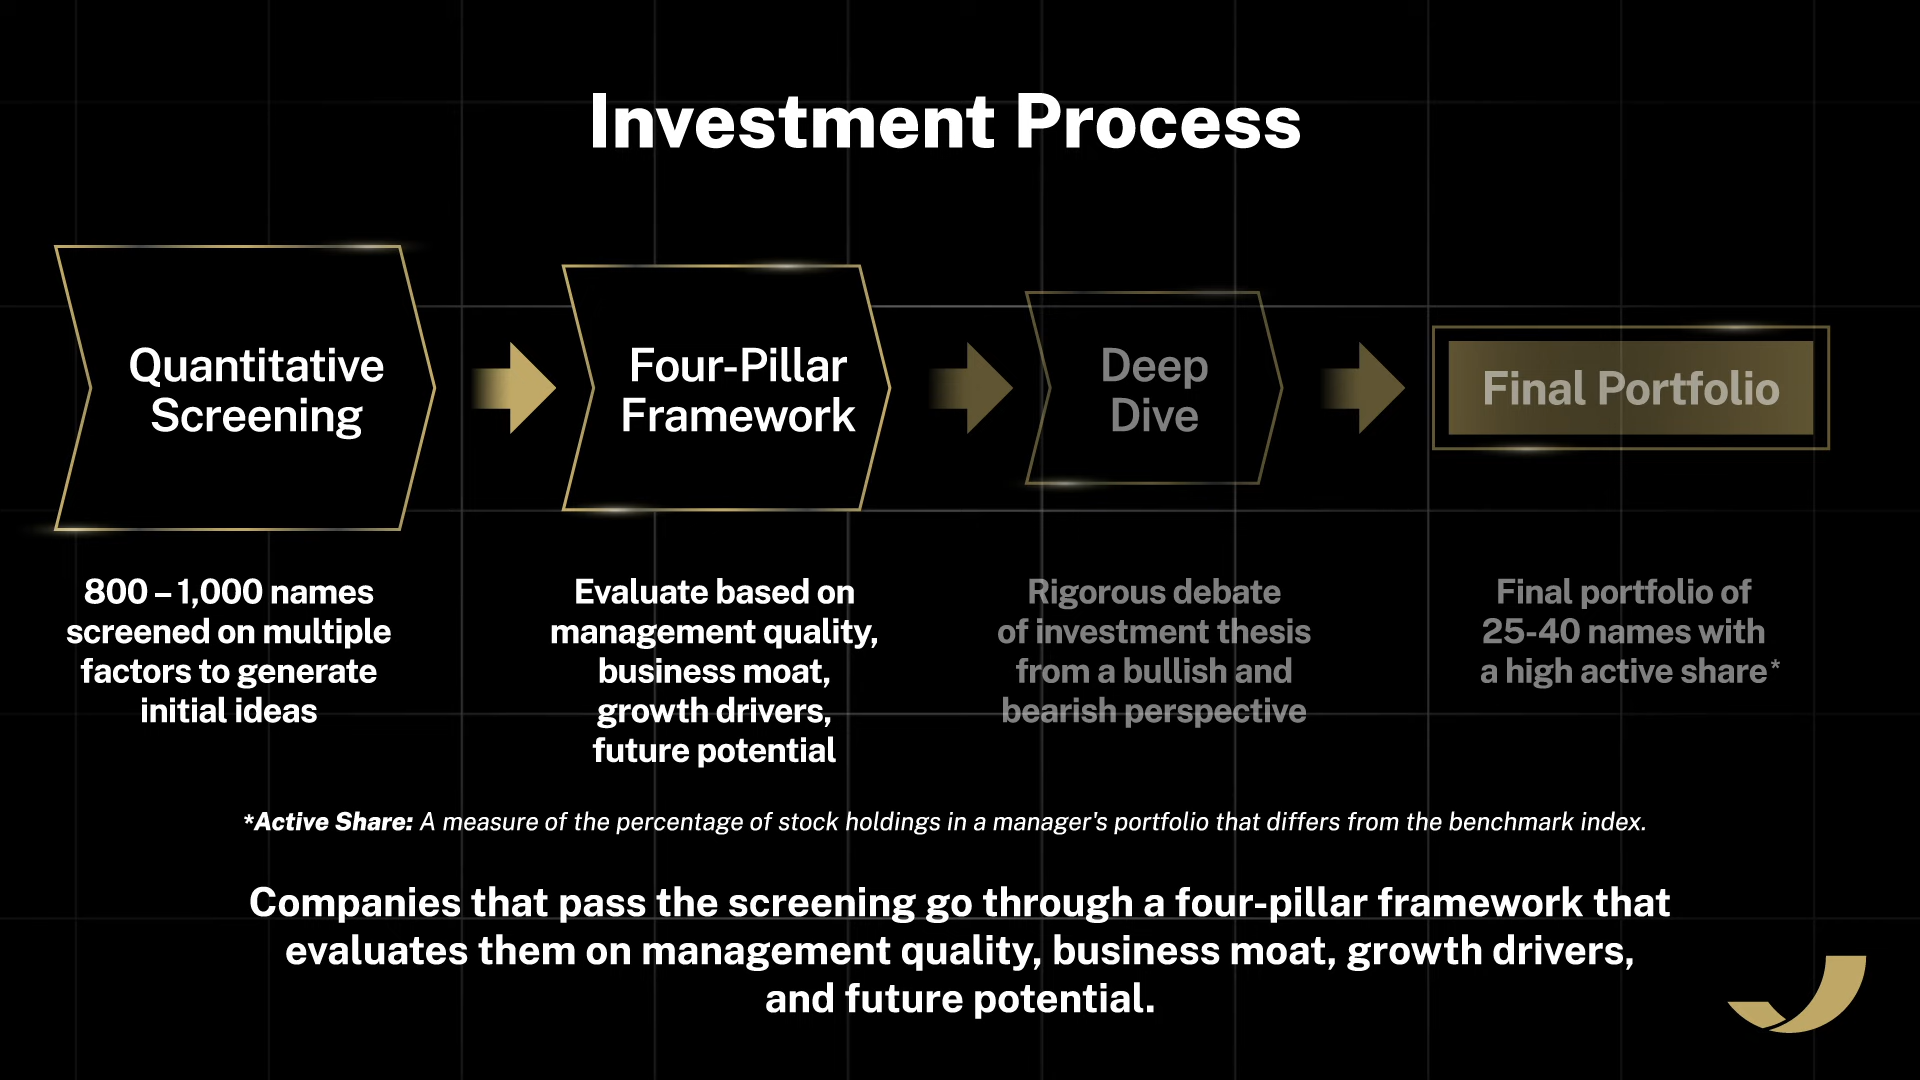 Investment Process
Quantitative
Screening
Four-Pillar
Framework
Deep
Dive
Final Portfolio
800 – 1,000 names
screened on multiple
factors to generate
initial ideas
Evaluate based on
management quality,
business moat,
growth drivers,
future potential
Rigorous debate
of investment thesis
from a bullish and
bearish perspective
Final portfolio of
25-40 names with
a high active share*
*Active Share: A measure of the percentage of stock holdings in a manager's portfolio that differs from the benchmark index.
Companies that pass the screening go through a four-pillar framework that
evaluates them on management quality, business moat, growth drivers,
and future potential.